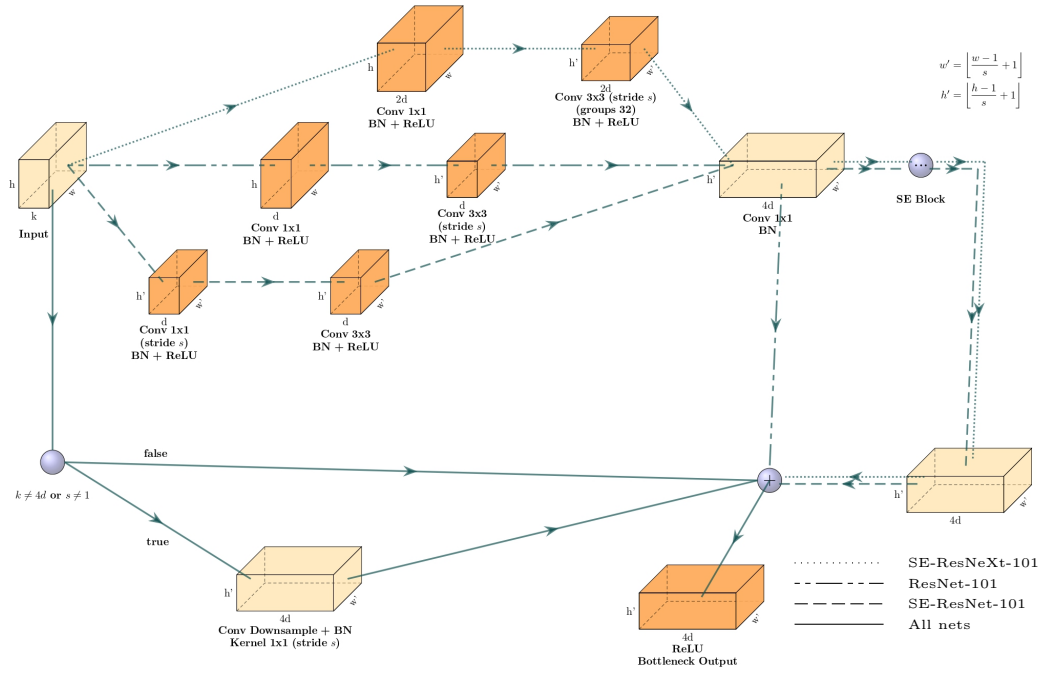 h
2d
w
Conv 1x1
BN + ReLU
h'
2d
w'
Conv 3x3 (stride s)
(groups 32)
BN + ReLU
w' = ⌊(w−1)/s + 1⌋
h' = ⌊(h−1)/s + 1⌋
h
k
w
Input
h
d
w
Conv 1x1
BN + ReLU
h'
d
w'
Conv 3x3
(stride s)
BN + ReLU
h'
4d
w'
Conv 1x1
BN
...
SE Block
h'
d
w'
Conv 1x1
(stride s)
BN + ReLU
h'
d
w'
Conv 3x3
BN + ReLU
false
k ≠ 4d or s ≠ 1
true
+
h'
4d
w'
h'
4d
w'
Conv Downsample + BN
Kernel 1x1 (stride s)
h'
4d
w'
ReLU
Bottleneck Output
SE-ResNeXt-101
ResNet-101
SE-ResNet-101
All nets